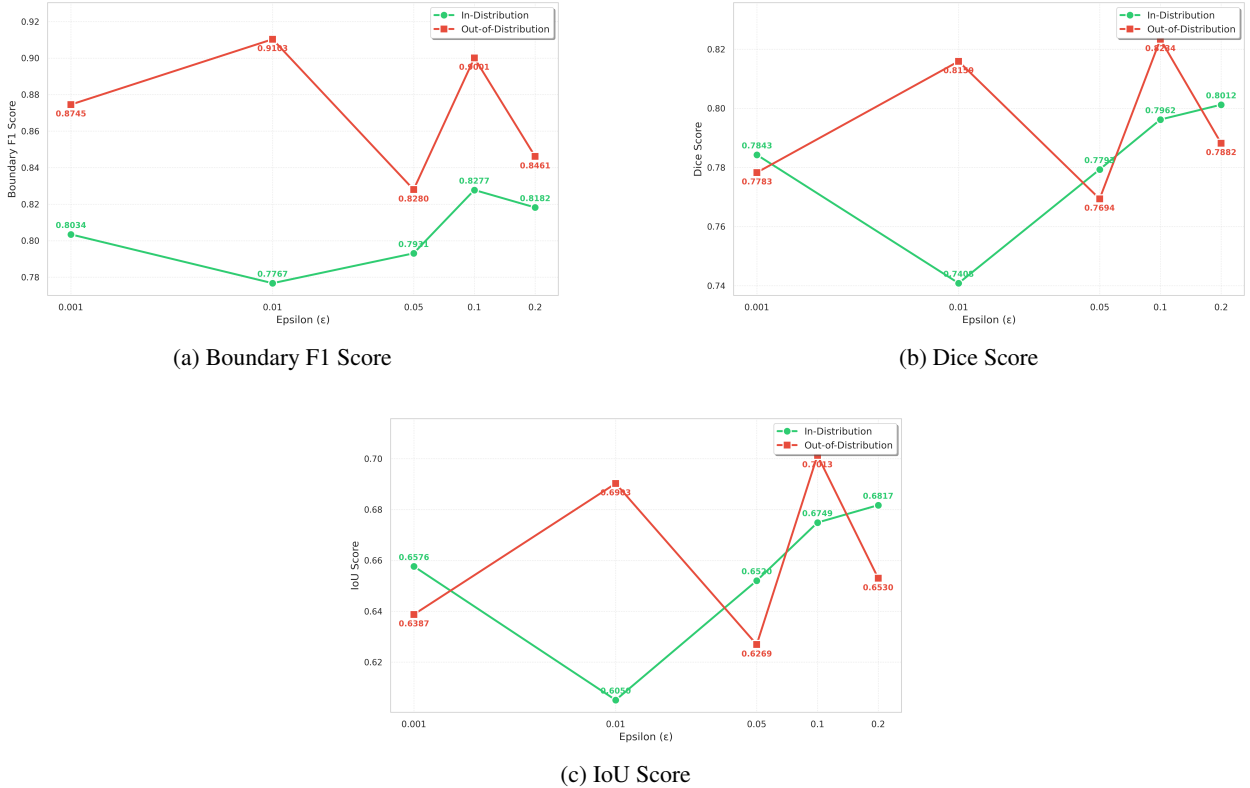 In-Distribution
Out-of-Distribution
0.92
0.90
0.88
0.86
0.84
0.82
0.80
0.78
Boundary F1 Score
0.8745
0.9103
0.8280
0.9001
0.8461
0.8034
0.7767
0.7931
0.8277
0.8182
0.001 0.01 0.05 0.1 0.2
Epsilon (ε)
(a) Boundary F1 Score
In-Distribution
Out-of-Distribution
0.82
0.80
0.78
0.76
0.74
Dice Score
0.7843
0.7408
0.7962
0.8012
0.7783
0.8159
0.7694
0.8234
0.7882
0.001 0.01 0.05 0.1 0.2
Epsilon (ε)
(b) Dice Score
In-Distribution
Out-of-Distribution
0.70
0.68
0.66
0.64
0.62
IoU Score
0.6576
0.6050
0.6520
0.6749
0.6817
0.6387
0.6903
0.6269
0.7013
0.6530
0.001 0.01 0.05 0.1 0.2
Epsilon (ε)
(c) IoU Score